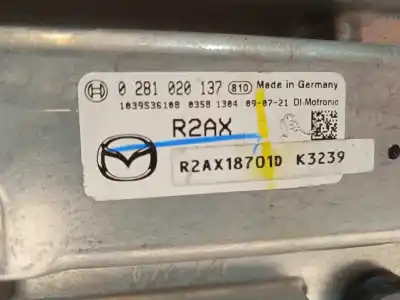 0 281 020 137 810 Made in Germany
1039S36108 0358 1304 09-07-21 DI-Motronic
R2AX
R2AX18701D K3239